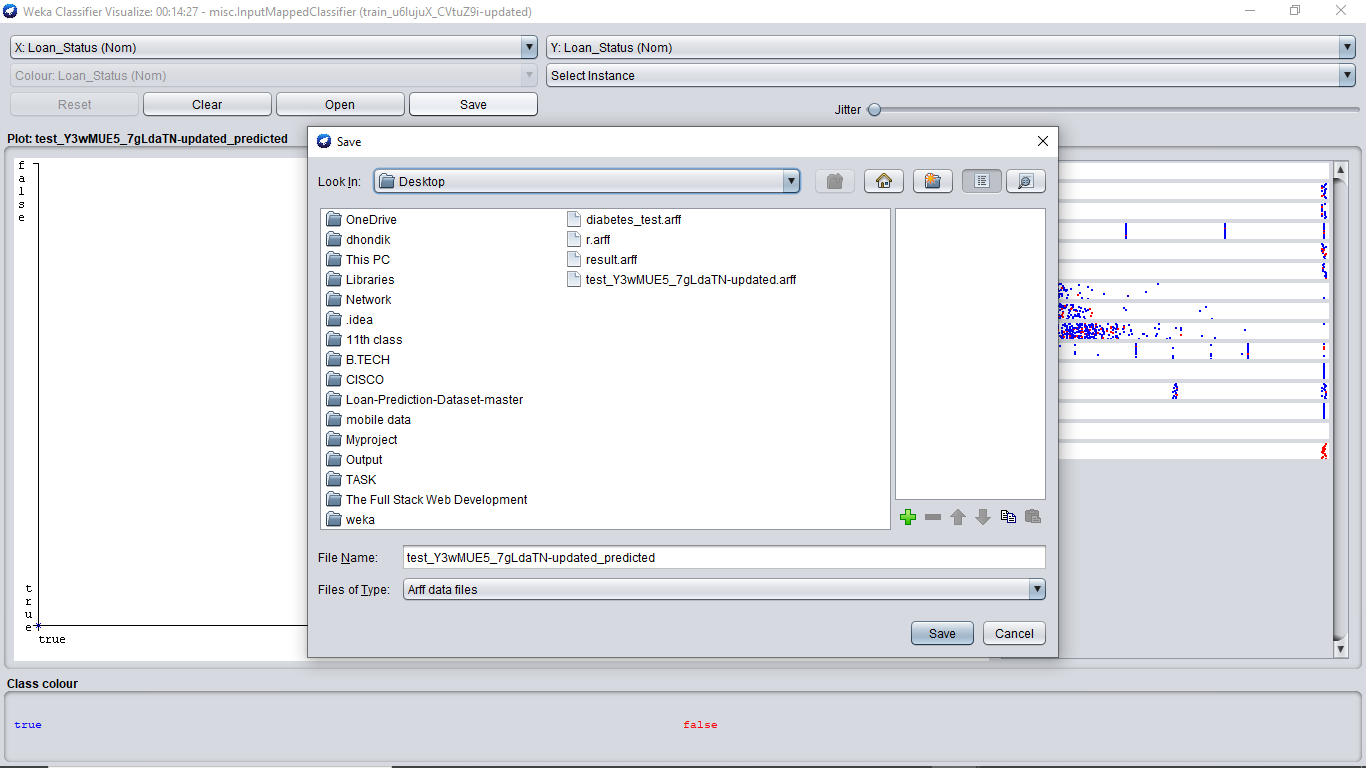 Weka Classifier Visualize: 00:14:27 - misc.InputMappedClassifier (train_u6lujuX_CVtuZ9i-updated)
X: Loan_Status (Nom)
Y: Loan_Status (Nom)
Colour: Loan_Status (Nom)
Select Instance
Reset
Clear
Open
Save
Jitter
Plot: test_Y3wMUE5_7gLdaTN-updated_predicted
false
true
true
Save
Look In:
Desktop
OneDrive
dhondik
This PC
Libraries
Network
.idea
11th class
B.TECH
CISCO
Loan-Prediction-Dataset-master
mobile data
Myproject
Output
TASK
The Full Stack Web Development
weka
diabetes_test.arff
r.arff
result.arff
test_Y3wMUE5_7gLdaTN-updated.arff
File Name:
test_Y3wMUE5_7gLdaTN-updated_predicted
Files of Type:
Arff data files
Save
Cancel
Class colour
true
false